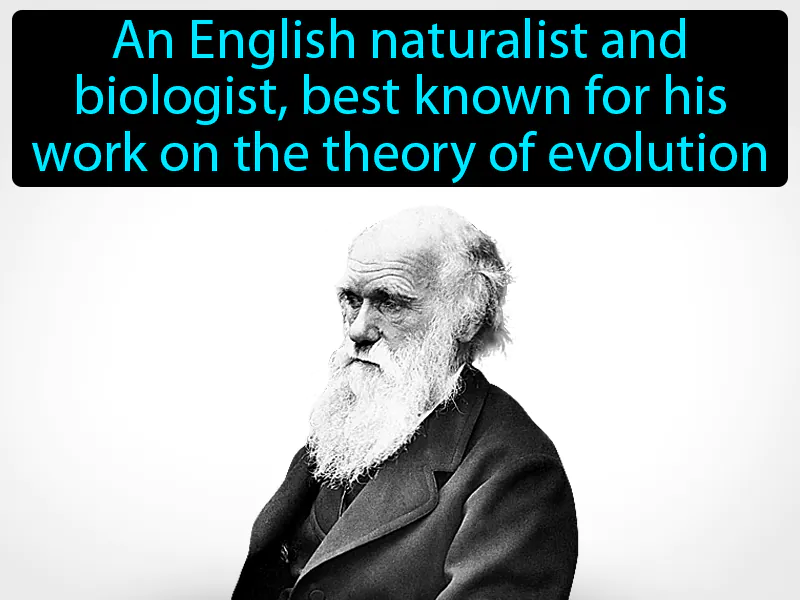 An English naturalist and
biologist, best known for his
work on the theory of evolution